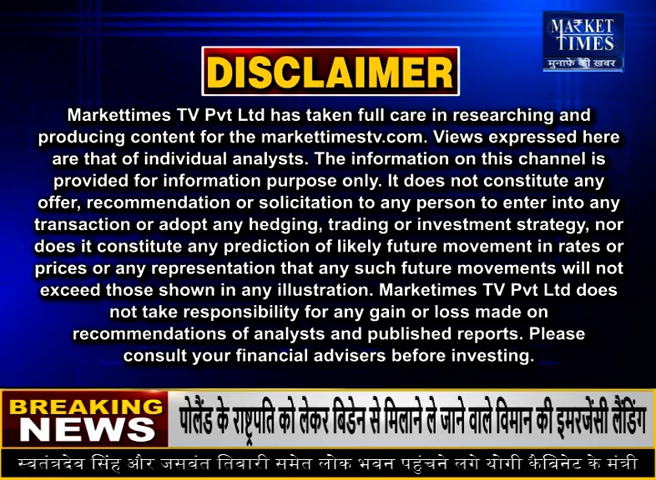 MARKET
TIMES
मुनाफे की ख़बर
DISCLAIMER
Markettimes TV Pvt Ltd has taken full care in researching and
producing content for the markettimestv.com. Views expressed here
are that of individual analysts. The information on this channel is
provided for information purpose only. It does not constitute any
offer, recommendation or solicitation to any person to enter into any
transaction or adopt any hedging, trading or investment strategy, nor
does it constitute any prediction of likely future movement in rates or
prices or any representation that any such future movements will not
exceed those shown in any illustration. Marketimes TV Pvt Ltd does
not take responsibility for any gain or loss made on
recommendations of analysts and published reports. Please
consult your financial advisers before investing.
BREAKING
NEWS
पोलैंड के राष्ट्रपति को लेकर बिडेन से मिलाने ले जाने वाले विमान की इमरजेंसी लैंडिंग
स्वतंत्रदेव सिंह और जसवंत तिवारी समेत लोक भवन पहुंचने लगे योगी कैबिनेट के मंत्री